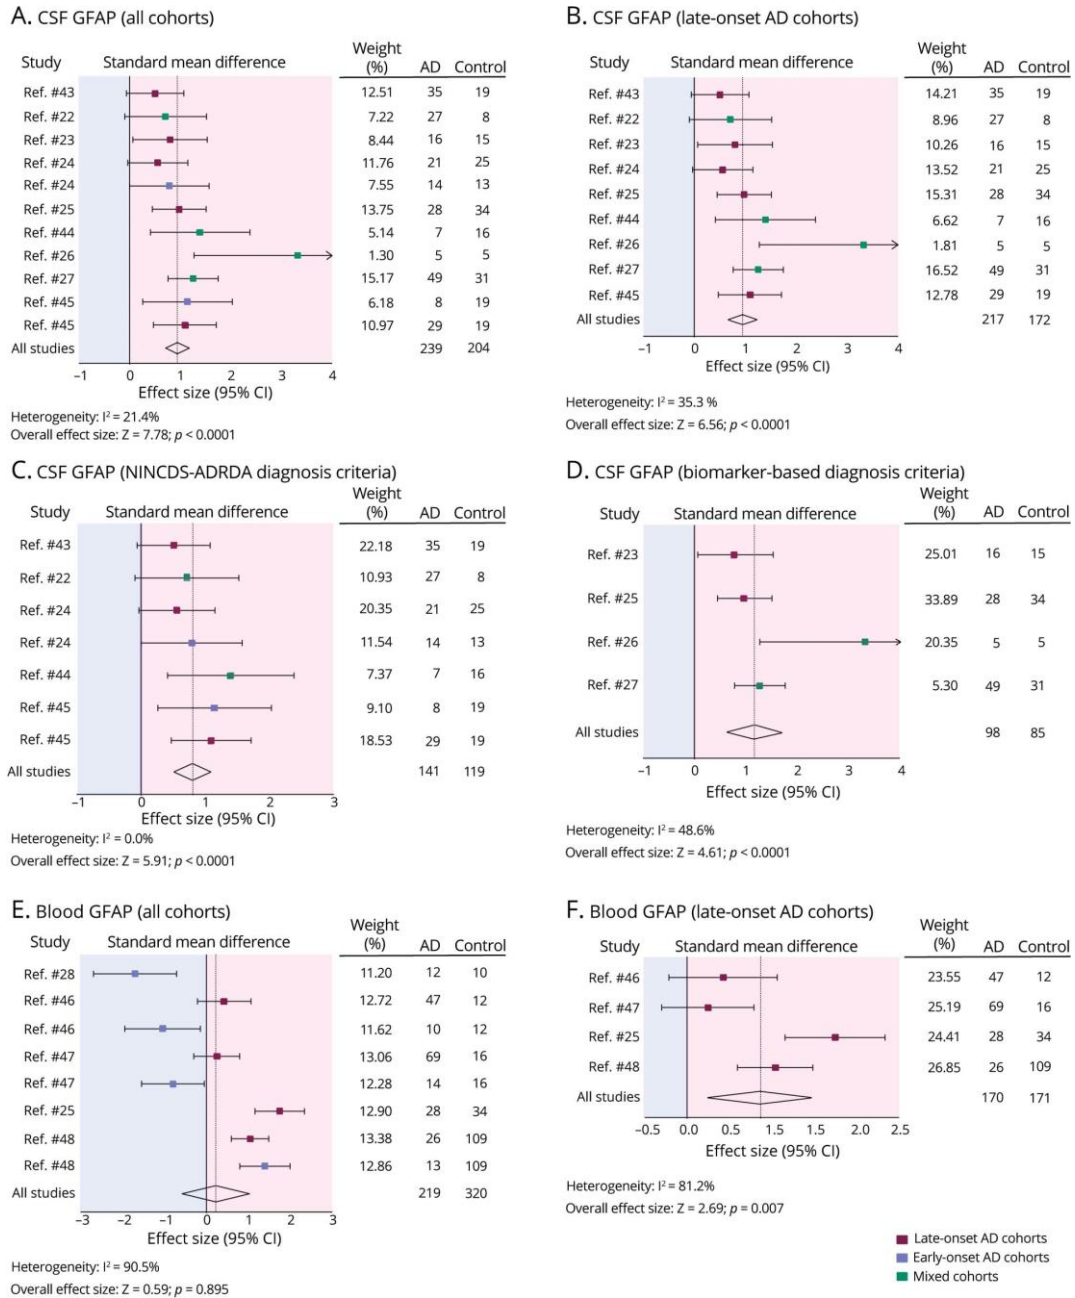 A. CSF GFAP (all cohorts)
Study Standard mean difference Weight (%) AD Control
Ref. #43 12.51 35 19
Ref. #22 7.22 27 8
Ref. #23 8.44 16 15
Ref. #24 11.76 21 25
Ref. #24 7.55 14 13
Ref. #25 13.75 28 34
Ref. #44 5.14 7 16
Ref. #26 1.30 5 5
Ref. #27 15.17 49 31
Ref. #45 6.18 8 19
Ref. #45 10.97 29 19
All studies 239 204
−1 0 1 2 3 4
Effect size (95% CI)
Heterogeneity: I² = 21.4%
Overall effect size: Z = 7.78; p < 0.0001
B. CSF GFAP (late-onset AD cohorts)
Study Standard mean difference Weight (%) AD Control
Ref. #43 14.21 35 19
Ref. #22 8.96 27 8
Ref. #23 10.26 16 15
Ref. #24 13.52 21 25
Ref. #25 15.31 28 34
Ref. #44 6.62 7 16
Ref. #26 1.81 5 5
Ref. #27 16.52 49 31
Ref. #45 12.78 29 19
All studies 217 172
−1 0 1 2 3 4
Effect size (95% CI)
Heterogeneity: I² = 35.3 %
Overall effect size: Z = 6.56; p < 0.0001
C. CSF GFAP (NINCDS-ADRDA diagnosis criteria)
Study Standard mean difference Weight (%) AD Control
Ref. #43 22.18 35 19
Ref. #22 10.93 27 8
Ref. #24 20.35 21 25
Ref. #24 11.54 14 13
Ref. #44 7.37 7 16
Ref. #45 9.10 8 19
Ref. #45 18.53 29 19
All studies 141 119
−1 0 1 2 3
Effect size (95% CI)
Heterogeneity: I² = 0.0%
Overall effect size: Z = 5.91; p < 0.0001
D. CSF GFAP (biomarker-based diagnosis criteria)
Study Standard mean difference Weight (%) AD Control
Ref. #23 25.01 16 15
Ref. #25 33.89 28 34
Ref. #26 20.35 5 5
Ref. #27 5.30 49 31
All studies 98 85
−1 0 1 2 3 4
Effect size (95% CI)
Heterogeneity: I² = 48.6%
Overall effect size: Z = 4.61; p < 0.0001
E. Blood GFAP (all cohorts)
Study Standard mean difference Weight (%) AD Control
Ref. #28 11.20 12 10
Ref. #46 12.72 47 12
Ref. #46 11.62 10 12
Ref. #47 13.06 69 16
Ref. #47 12.28 14 16
Ref. #25 12.90 28 34
Ref. #48 13.38 26 109
Ref. #48 12.86 13 109
All studies 219 320
−3 −2 −1 0 1 2 3
Effect size (95% CI)
Heterogeneity: I² = 90.5%
Overall effect size: Z = 0.59; p = 0.895
F. Blood GFAP (late-onset AD cohorts)
Study Standard mean difference Weight (%) AD Control
Ref. #46 23.55 47 12
Ref. #47 25.19 69 16
Ref. #25 24.41 28 34
Ref. #48 26.85 26 109
All studies 170 171
−0.5 0.0 0.5 1.5 1.5 2.0 2.5
Effect size (95% CI)
Heterogeneity: I² = 81.2%
Overall effect size: Z = 2.69; p = 0.007
Late-onset AD cohorts
Early-onset AD cohorts
Mixed cohorts